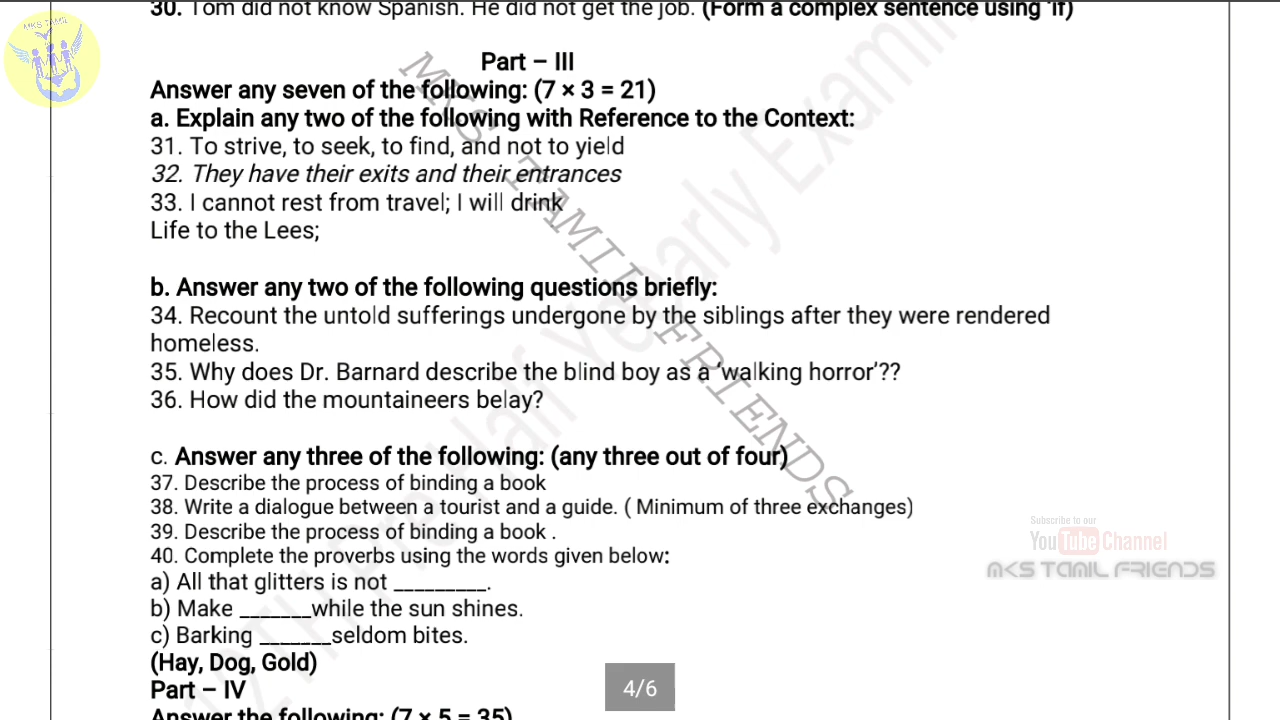 MKS TAMIL
30. Tom did not know Spanish. He did not get the job. (Form a complex sentence using 'if)
Part – III
Answer any seven of the following: (7 × 3 = 21)
a. Explain any two of the following with Reference to the Context:
31. To strive, to seek, to find, and not to yield
32. They have their exits and their entrances
33. I cannot rest from travel; I will drink
Life to the Lees;
b. Answer any two of the following questions briefly:
34. Recount the untold sufferings undergone by the siblings after they were rendered
homeless.
35. Why does Dr. Barnard describe the blind boy as a 'walking horror'??
36. How did the mountaineers belay?
c. Answer any three of the following: (any three out of four)
37. Describe the process of binding a book
38. Write a dialogue between a tourist and a guide. ( Minimum of three exchanges)
39. Describe the process of binding a book .
40. Complete the proverbs using the words given below:
a) All that glitters is not _________.
b) Make _______while the sun shines.
c) Barking _______seldom bites.
(Hay, Dog, Gold)
Part – IV
Answer the following: (7 × 5 = 35)
4/6
MKS TAMIL FRIENDS
Subscribe to our
YouTube Channel
MKS TAMIL FRIENDS